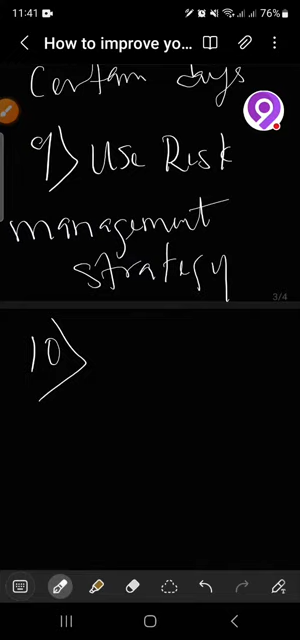 11:41 76%
How to improve yo...
Certain days
9) Use Risk
management
strategy
3/4
10)